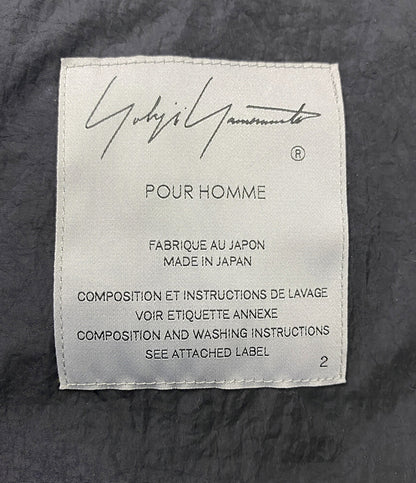 Yohji Yamamoto
®
POUR HOMME
FABRIQUE AU JAPON
MADE IN JAPAN
COMPOSITION ET INSTRUCTIONS DE LAVAGE
VOIR ETIQUETTE ANNEXE
COMPOSITION AND WASHING INSTRUCTIONS
SEE ATTACHED LABEL
2